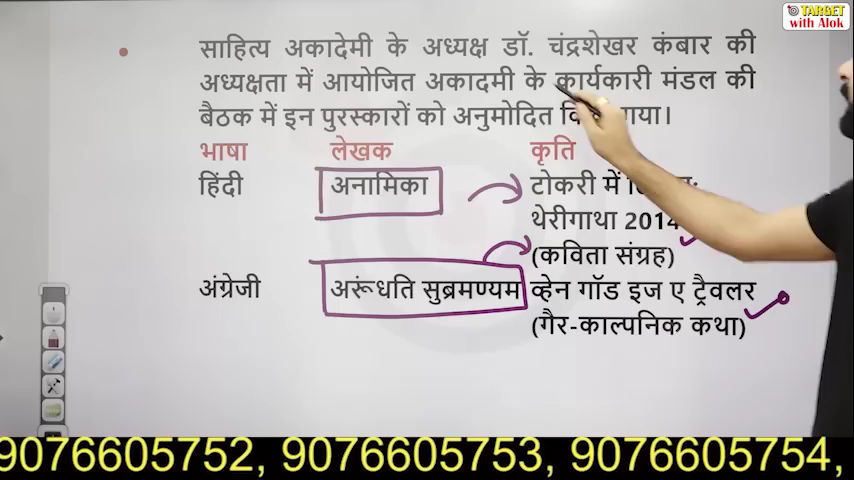 TARGET
with Alok
साहित्य अकादेमी के अध्यक्ष डॉ. चंद्रशेखर कंबार की
अध्यक्षता में आयोजित अकादमी के कार्यकारी मंडल की
बैठक में इन पुरस्कारों को अनुमोदित
भाषा लेखक कृति
हिंदी अनामिका टोकरी में
थेरीगाथा 2014
(कविता संग्रह)
अंग्रेजी अरूंधति सुब्रमण्यम व्हेन गॉड इज ए ट्रैवलर
(गैर-काल्पनिक कथा)
9076605752, 9076605753, 9076605754,